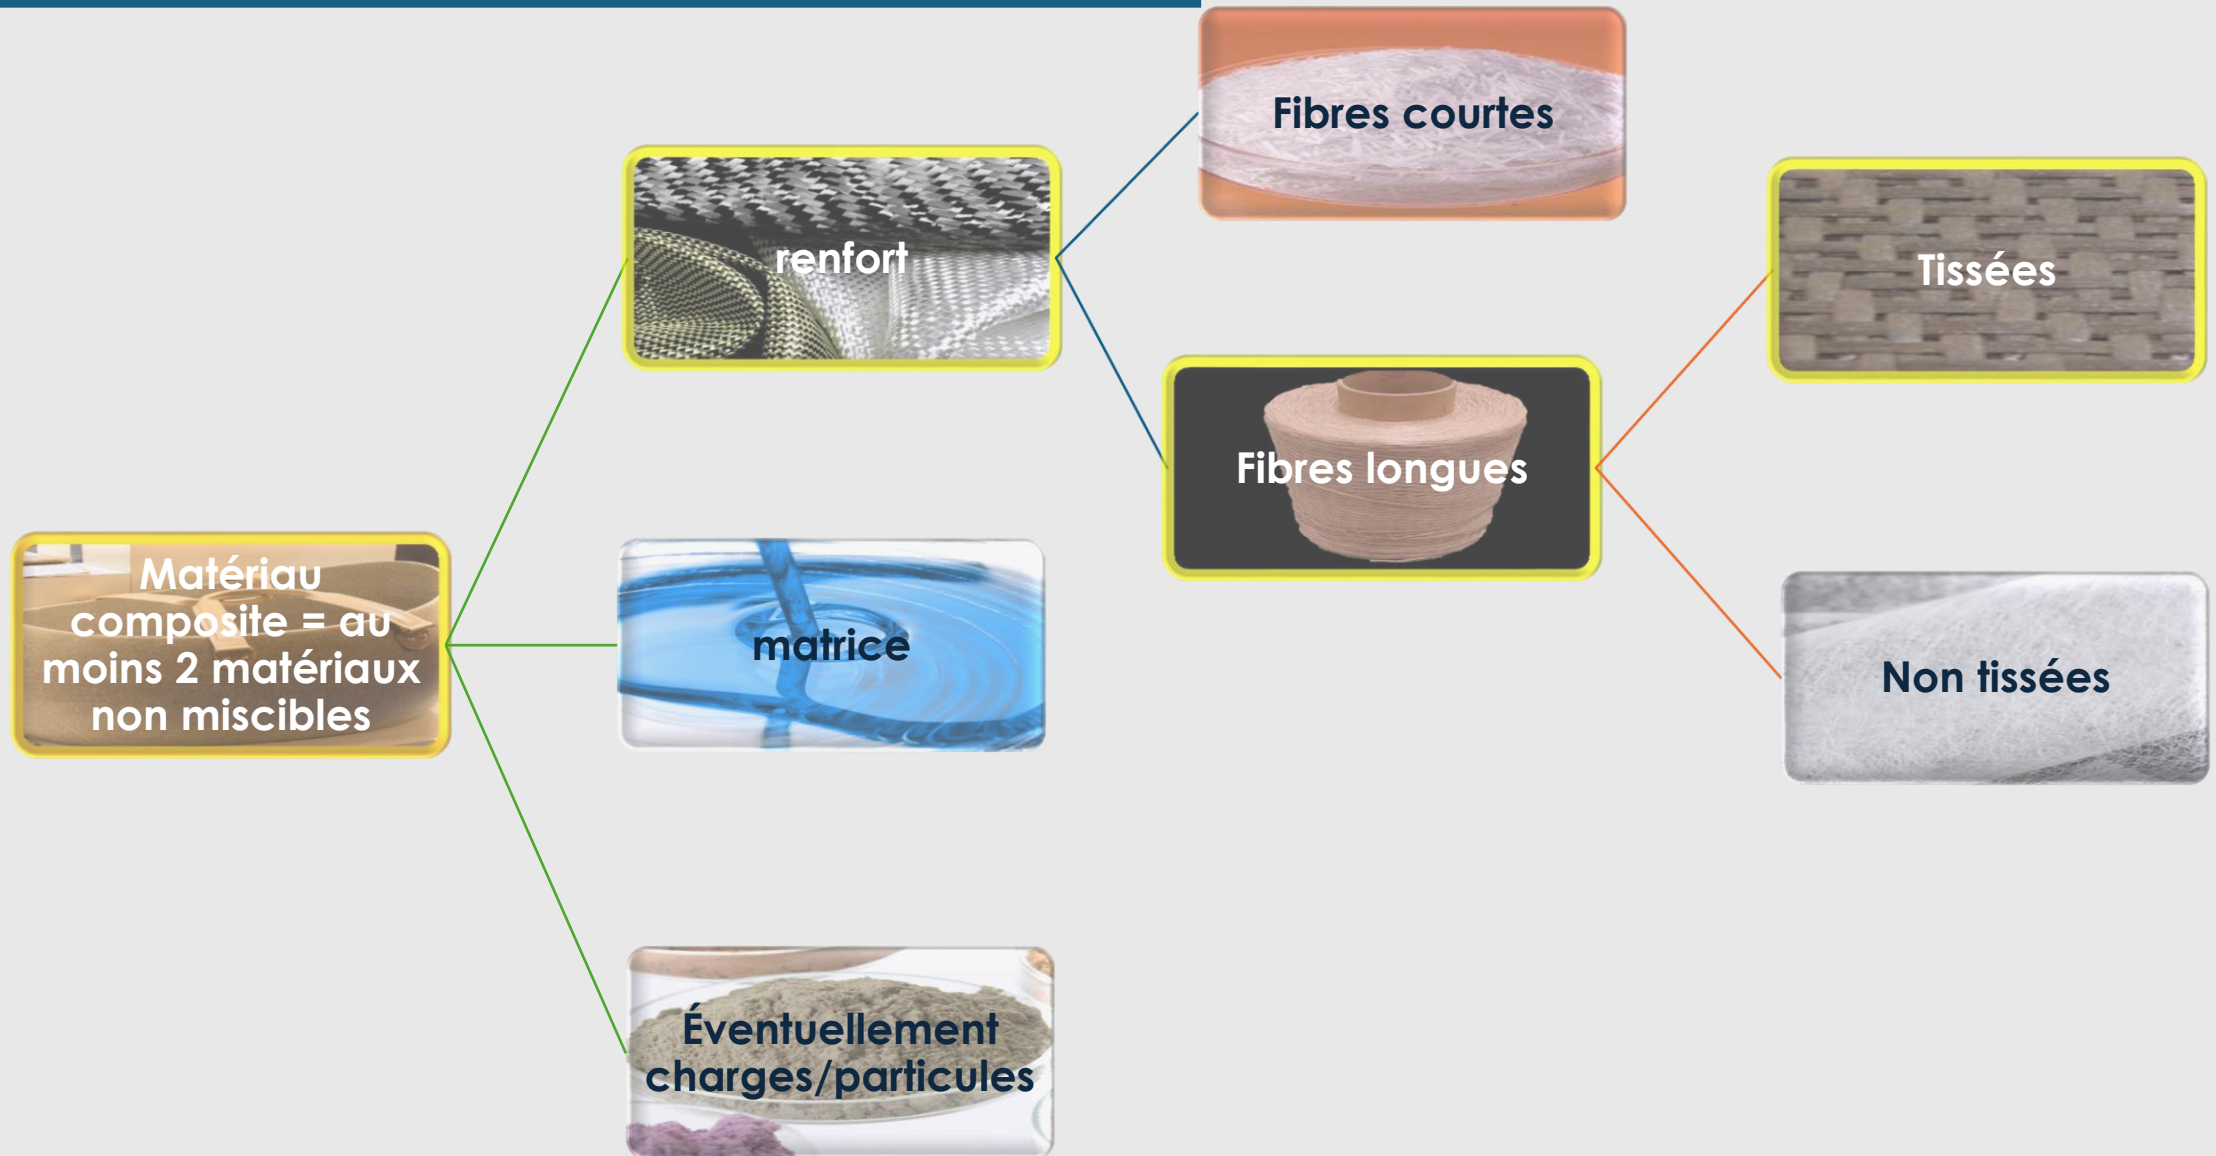 Fibres courtes
renfort
Tissées
Fibres longues
Matériau
composite = au
moins 2 matériaux
non miscibles
matrice
Non tissées
Éventuellement
charges/particules